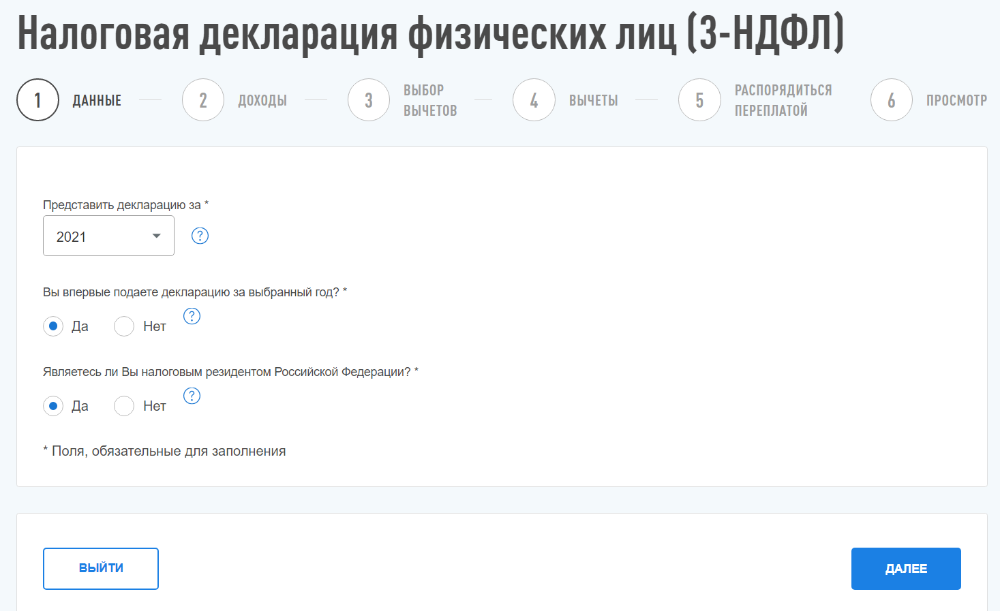 Налоговая декларация физических лиц (3-НДФЛ)
1 ДАННЫЕ
2 ДОХОДЫ
3 ВЫБОР
ВЫЧЕТОВ
4 ВЫЧЕТЫ
5 РАСПОРЯДИТЬСЯ
ПЕРЕПЛАТОЙ
6 ПРОСМОТР
Представить декларацию за *
2021 ?
Вы впервые подаете декларацию за выбранный год? *
Да Нет ?
Являетесь ли Вы налоговым резидентом Российской Федерации? *
Да Нет ?
* Поля, обязательные для заполнения
ВЫЙТИ ДАЛЕЕ